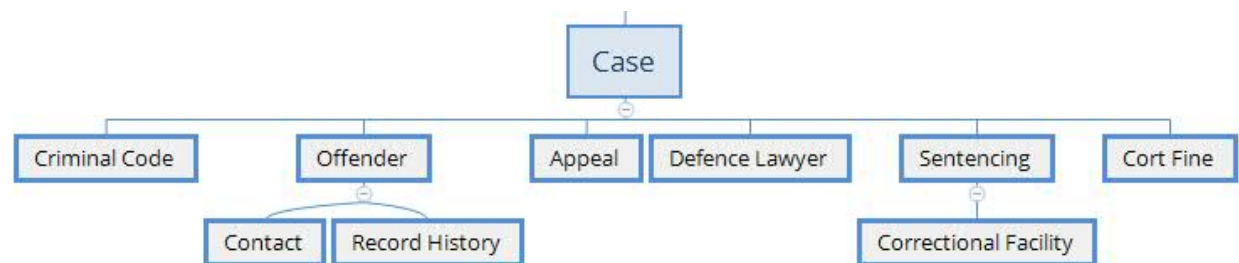 Case
Criminal Code
Offender
Appeal
Defence Lawyer
Sentencing
Cort Fine
Contact
Record History
Correctional Facility